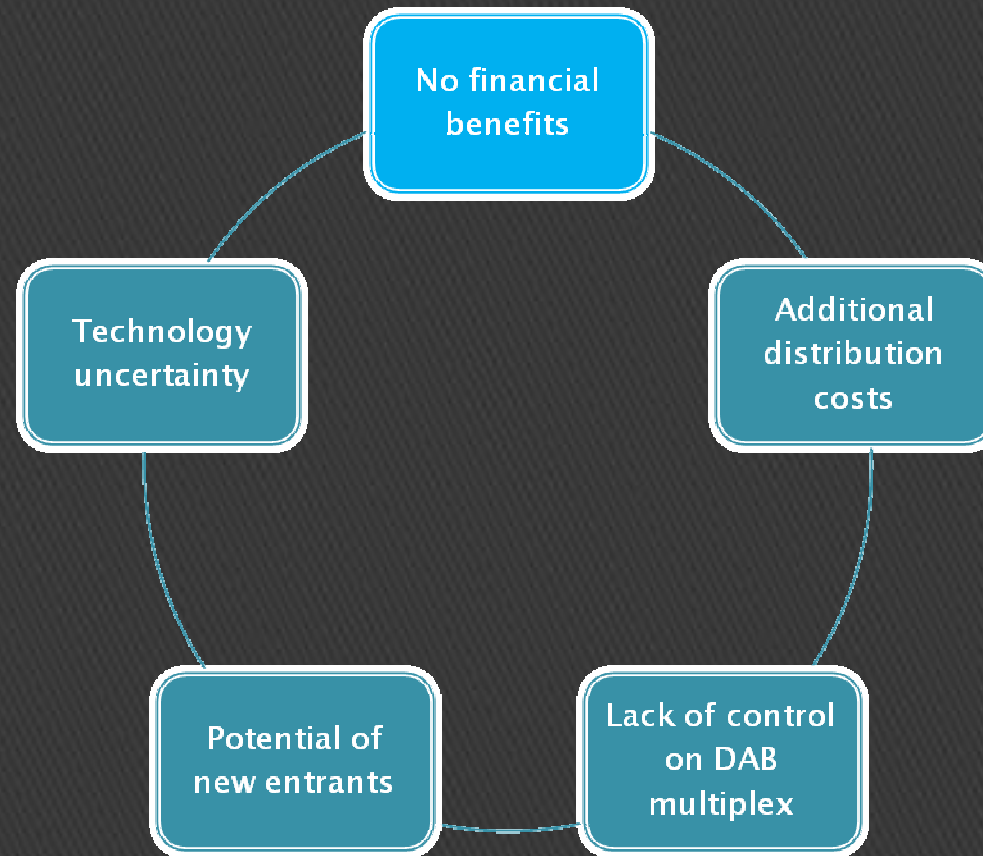 No financial
benefits
Additional
distribution
costs
Lack of control
on DAB
multiplex
Potential of
new entrants
Technology
uncertainty